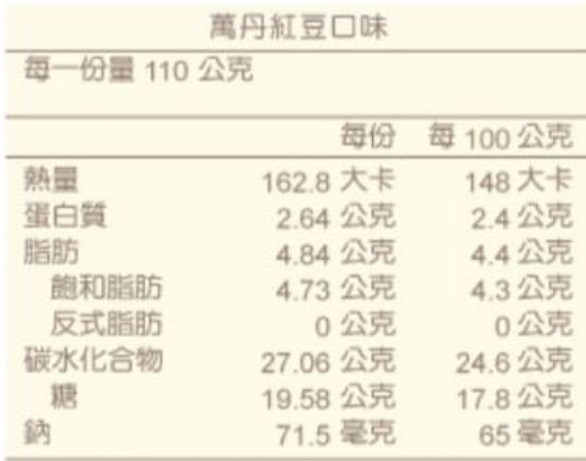 萬丹紅豆口味
每一份量 110 公克
每份 每 100 公克
熱量 162.8 大卡 148 大卡
蛋白質 2.64 公克 2.4 公克
脂肪 4.84 公克 4.4 公克
飽和脂肪 4.73 公克 4.3 公克
反式脂肪 0 公克 0 公克
碳水化合物 27.06 公克 24.6 公克
糖 19.58 公克 17.8 公克
鈉 71.5 毫克 65 毫克